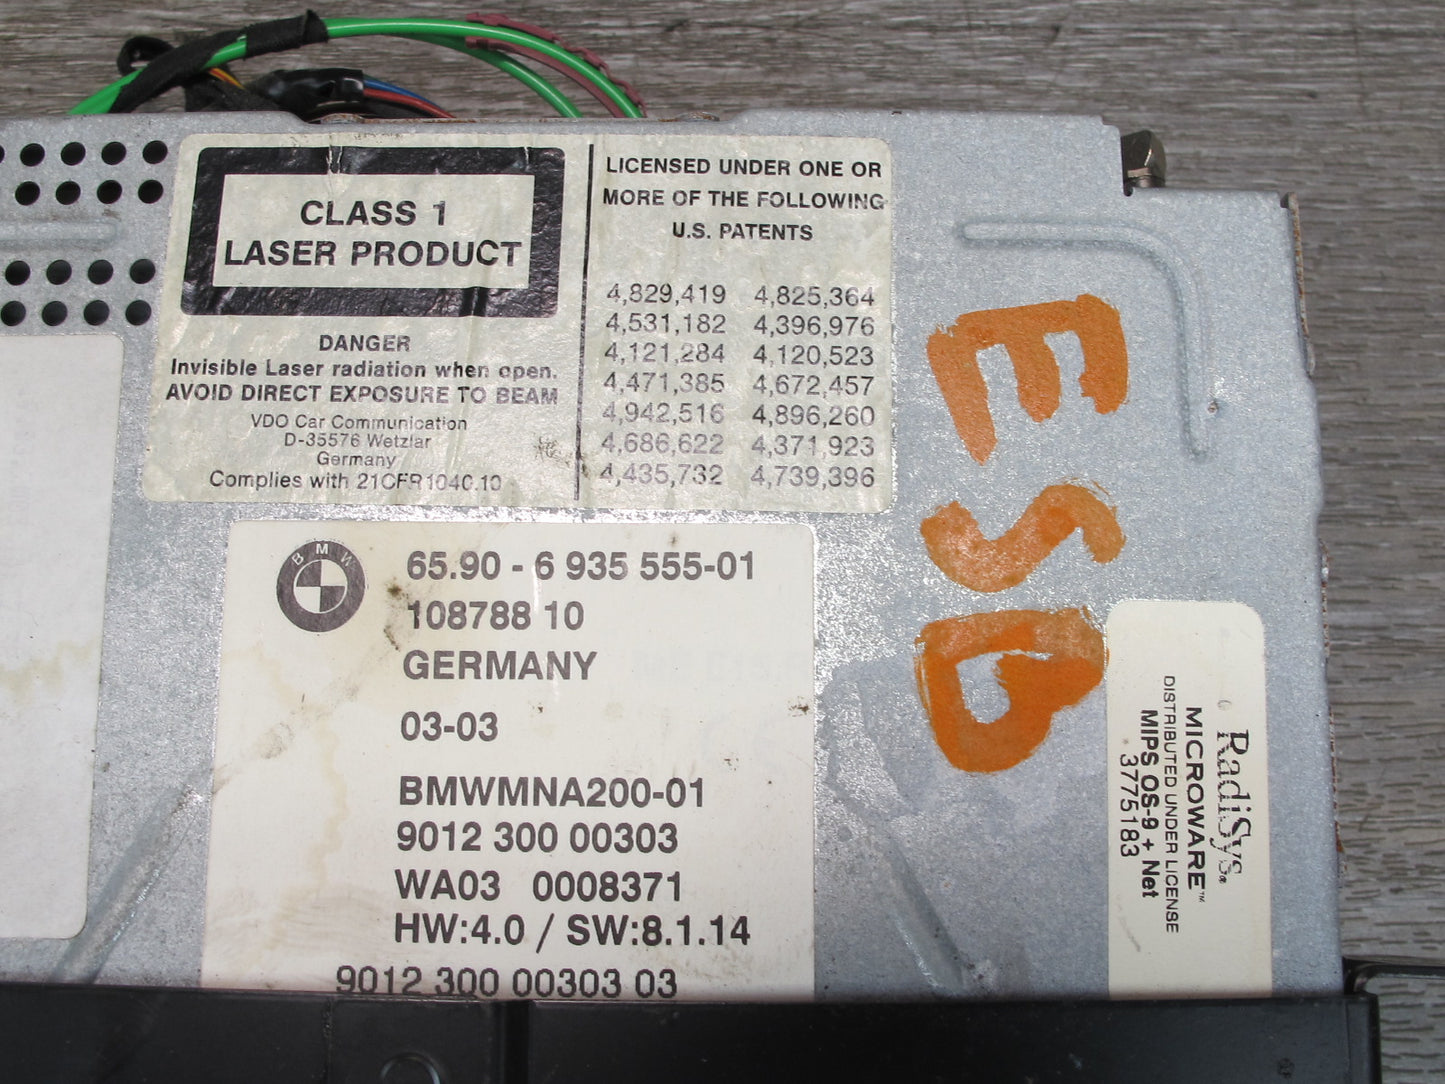 CLASS 1
LASER PRODUCT
DANGER
Invisible Laser radiation when open.
AVOID DIRECT EXPOSURE TO BEAM
VDO Car Communication
D-35576 Wetzlar
Germany
Complies with 21CFR1040.10
LICENSED UNDER ONE OR
MORE OF THE FOLLOWING
U.S. PATENTS
4,829,419 4,825,364
4,531,182 4,396,976
4,121,284 4,120,523
4,471,385 4,672,457
4,942,516 4,896,260
4,686,622 4,371,923
4,435,732 4,739,396
BMW
65.90 - 6 935 555-01
108788 10
GERMANY
03-03
BMWMNA200-01
9012 300 00303
WA03 0008371
HW:4.0 / SW:8.1.14
9012 300 00303 03
ESD
RadiSys®
MICROWARE™
DISTRIBUTED UNDER LICENSE
MIPS OS-9 + Net
3775183